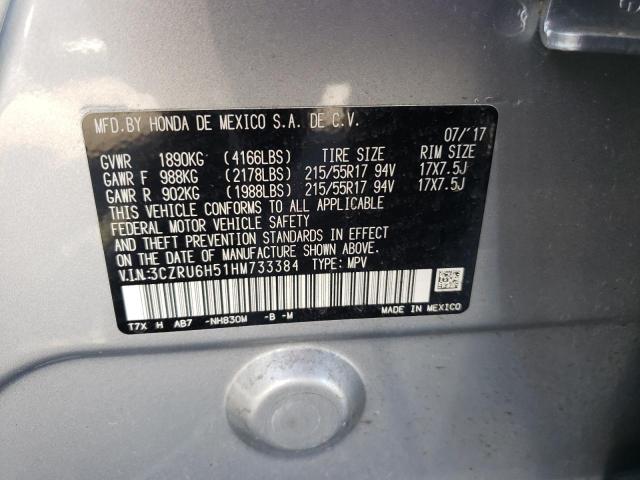 MFD.BY HONDA DE MEXICO S.A. DE C.V.
07/'17
GVWR 1890KG (4166LBS) TIRE SIZE RIM SIZE
GAWR F 988KG (2178LBS) 215/55R17 94V 17X7.5J
GAWR R 902KG (1988LBS) 215/55R17 94V 17X7.5J
THIS VEHICLE CONFORMS TO ALL APPLICABLE
FEDERAL MOTOR VEHICLE SAFETY
AND THEFT PREVENTION STANDARDS IN EFFECT
ON THE DATE OF MANUFACTURE SHOWN ABOVE.
V.I.N.:3CZRU6H51HM733384 TYPE: MPV
T7X H AB7 -NH830M -B -M
MADE IN MEXICO